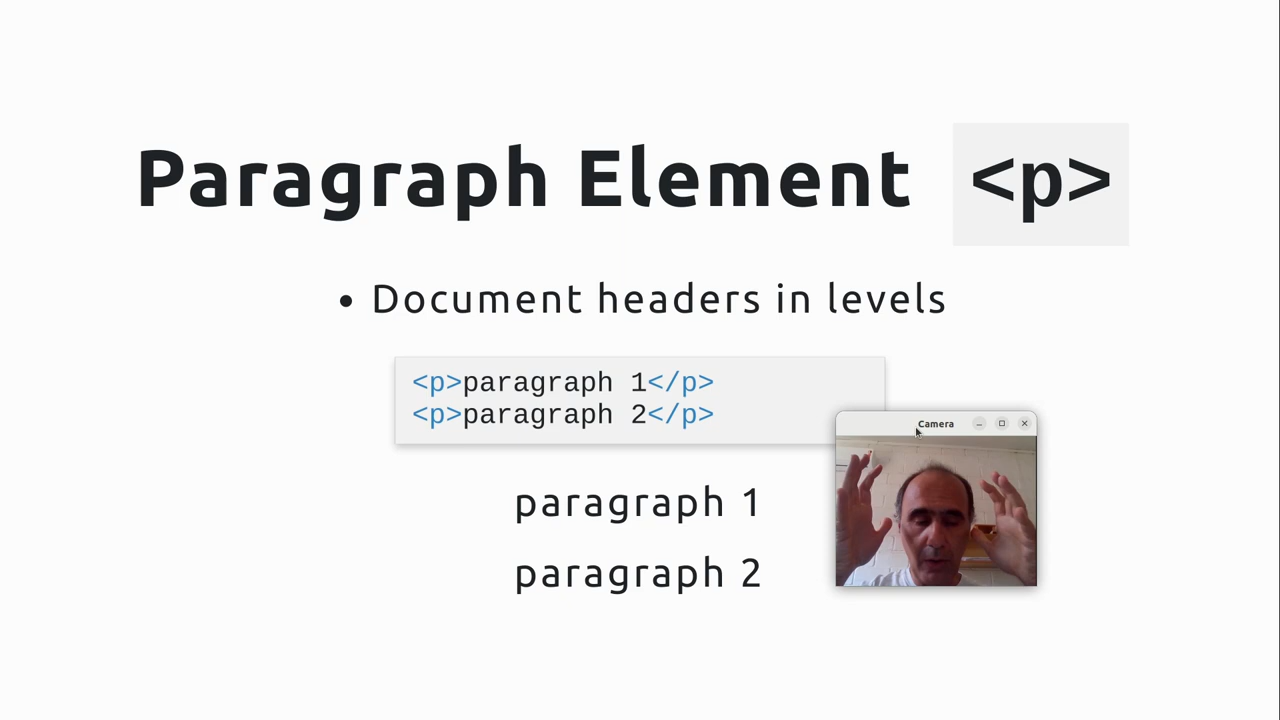 Paragraph Element <p>
• Document headers in levels
<p>paragraph 1</p>
<p>paragraph 2</p>
Camera
paragraph 1
paragraph 2